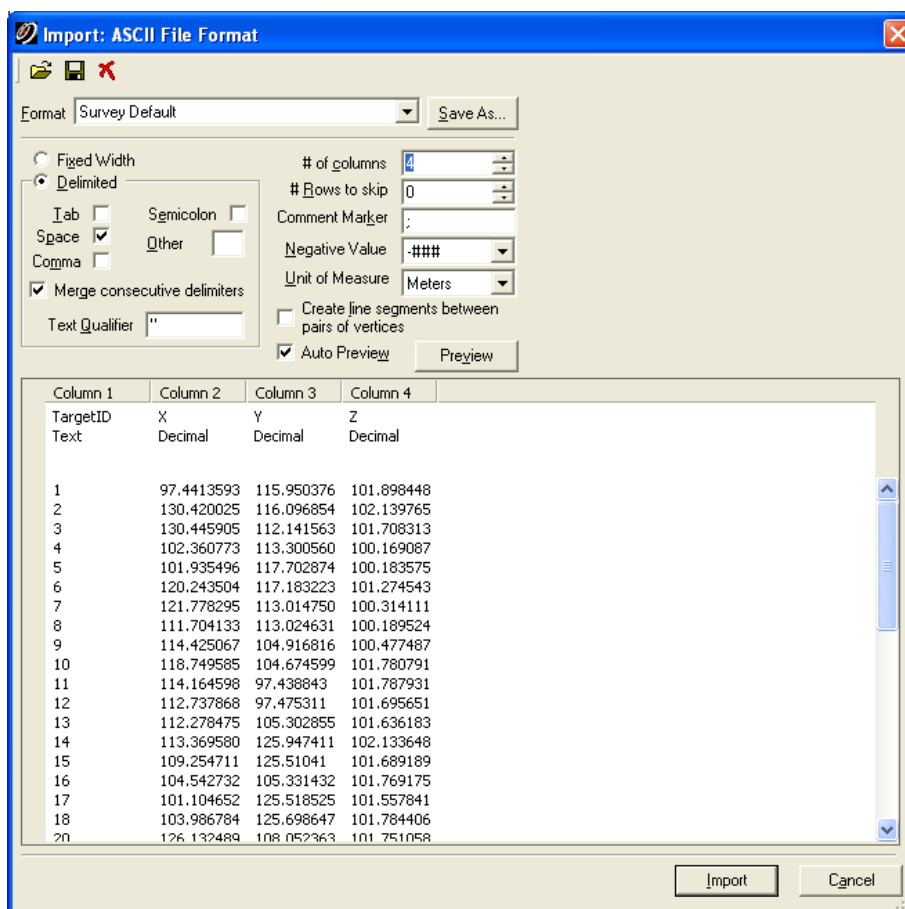 Import: ASCII File Format
Format Survey Default Save As...
Fixed Width
Delimited
Tab Semicolon
Space Other
Comma
Merge consecutive delimiters
Text Qualifier "
# of columns 4
# Rows to skip 0
Comment Marker ;
Negative Value -###
Unit of Measure Meters
Create line segments between
pairs of vertices
Auto Preview Preview
Column 1 Column 2 Column 3 Column 4
TargetID X Y Z
Text Decimal Decimal Decimal
1 97.4413593 115.950376 101.898448
2 130.420025 116.096854 102.139765
3 130.445905 112.141563 101.708313
4 102.360773 113.300560 100.169087
5 101.935496 117.702874 100.183575
6 120.243504 117.183223 101.274543
7 121.778295 113.014750 100.314111
8 111.704133 113.024631 100.189524
9 114.425067 104.916816 100.477487
10 118.749585 104.674599 101.780791
11 114.164598 97.438843 101.787931
12 112.737868 97.475311 101.695651
13 112.278475 105.302855 101.636183
14 113.369580 125.947411 102.133648
15 109.254711 125.51041 101.689189
16 104.542732 105.331432 101.769175
17 101.104652 125.518525 101.557841
18 103.986784 125.698647 101.784406
20 126.132489 108.052363 101.751058
Import Cancel